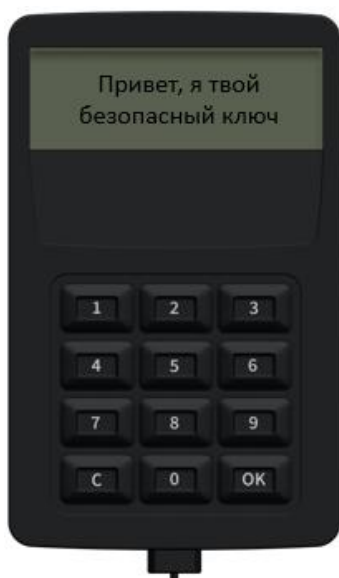 Привет, я твой
безопасный ключ
1 2 3
4 5 6
7 8 9
C 0 OK